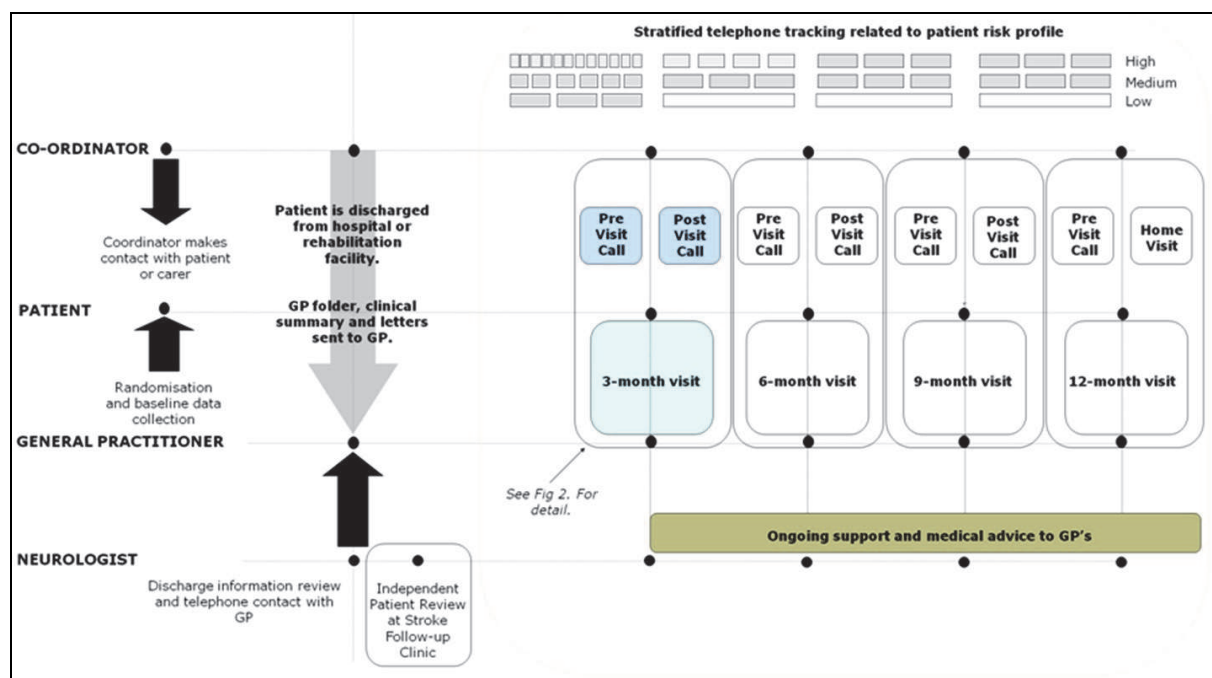 Stratified telephone tracking related to patient risk profile
High
Medium
Low
CO-ORDINATOR
Coordinator makes
contact with patient
or carer
Patient is discharged
from hospital or
rehabilitation
facility.
GP folder, clinical
summary and letters
sent to GP.
Pre
Visit
Call
Post
Visit
Call
Pre
Visit
Call
Post
Visit
Call
Pre
Visit
Call
Post
Visit
Call
Pre
Visit
Call
Home
Visit
PATIENT
Randomisation
and baseline data
collection
3-month visit
6-month visit
9-month visit
12-month visit
GENERAL PRACTITIONER
See Fig 2. For
detail.
Ongoing support and medical advice to GP's
NEUROLOGIST
Discharge information review
and telephone contact with
GP
Independent
Patient Review
at Stroke
Follow-up
Clinic